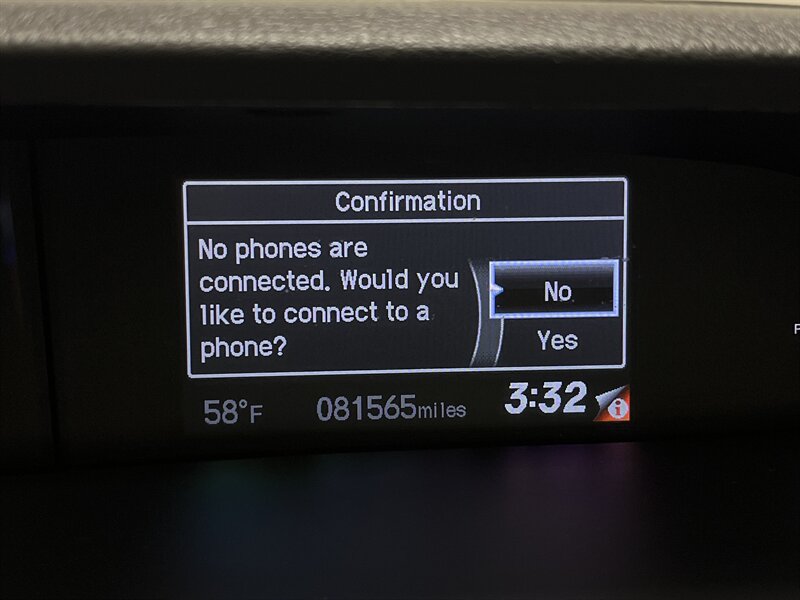 Confirmation
No phones are
connected. Would you
like to connect to a
phone?
No
Yes
58°F
081565miles
3:32
i
P